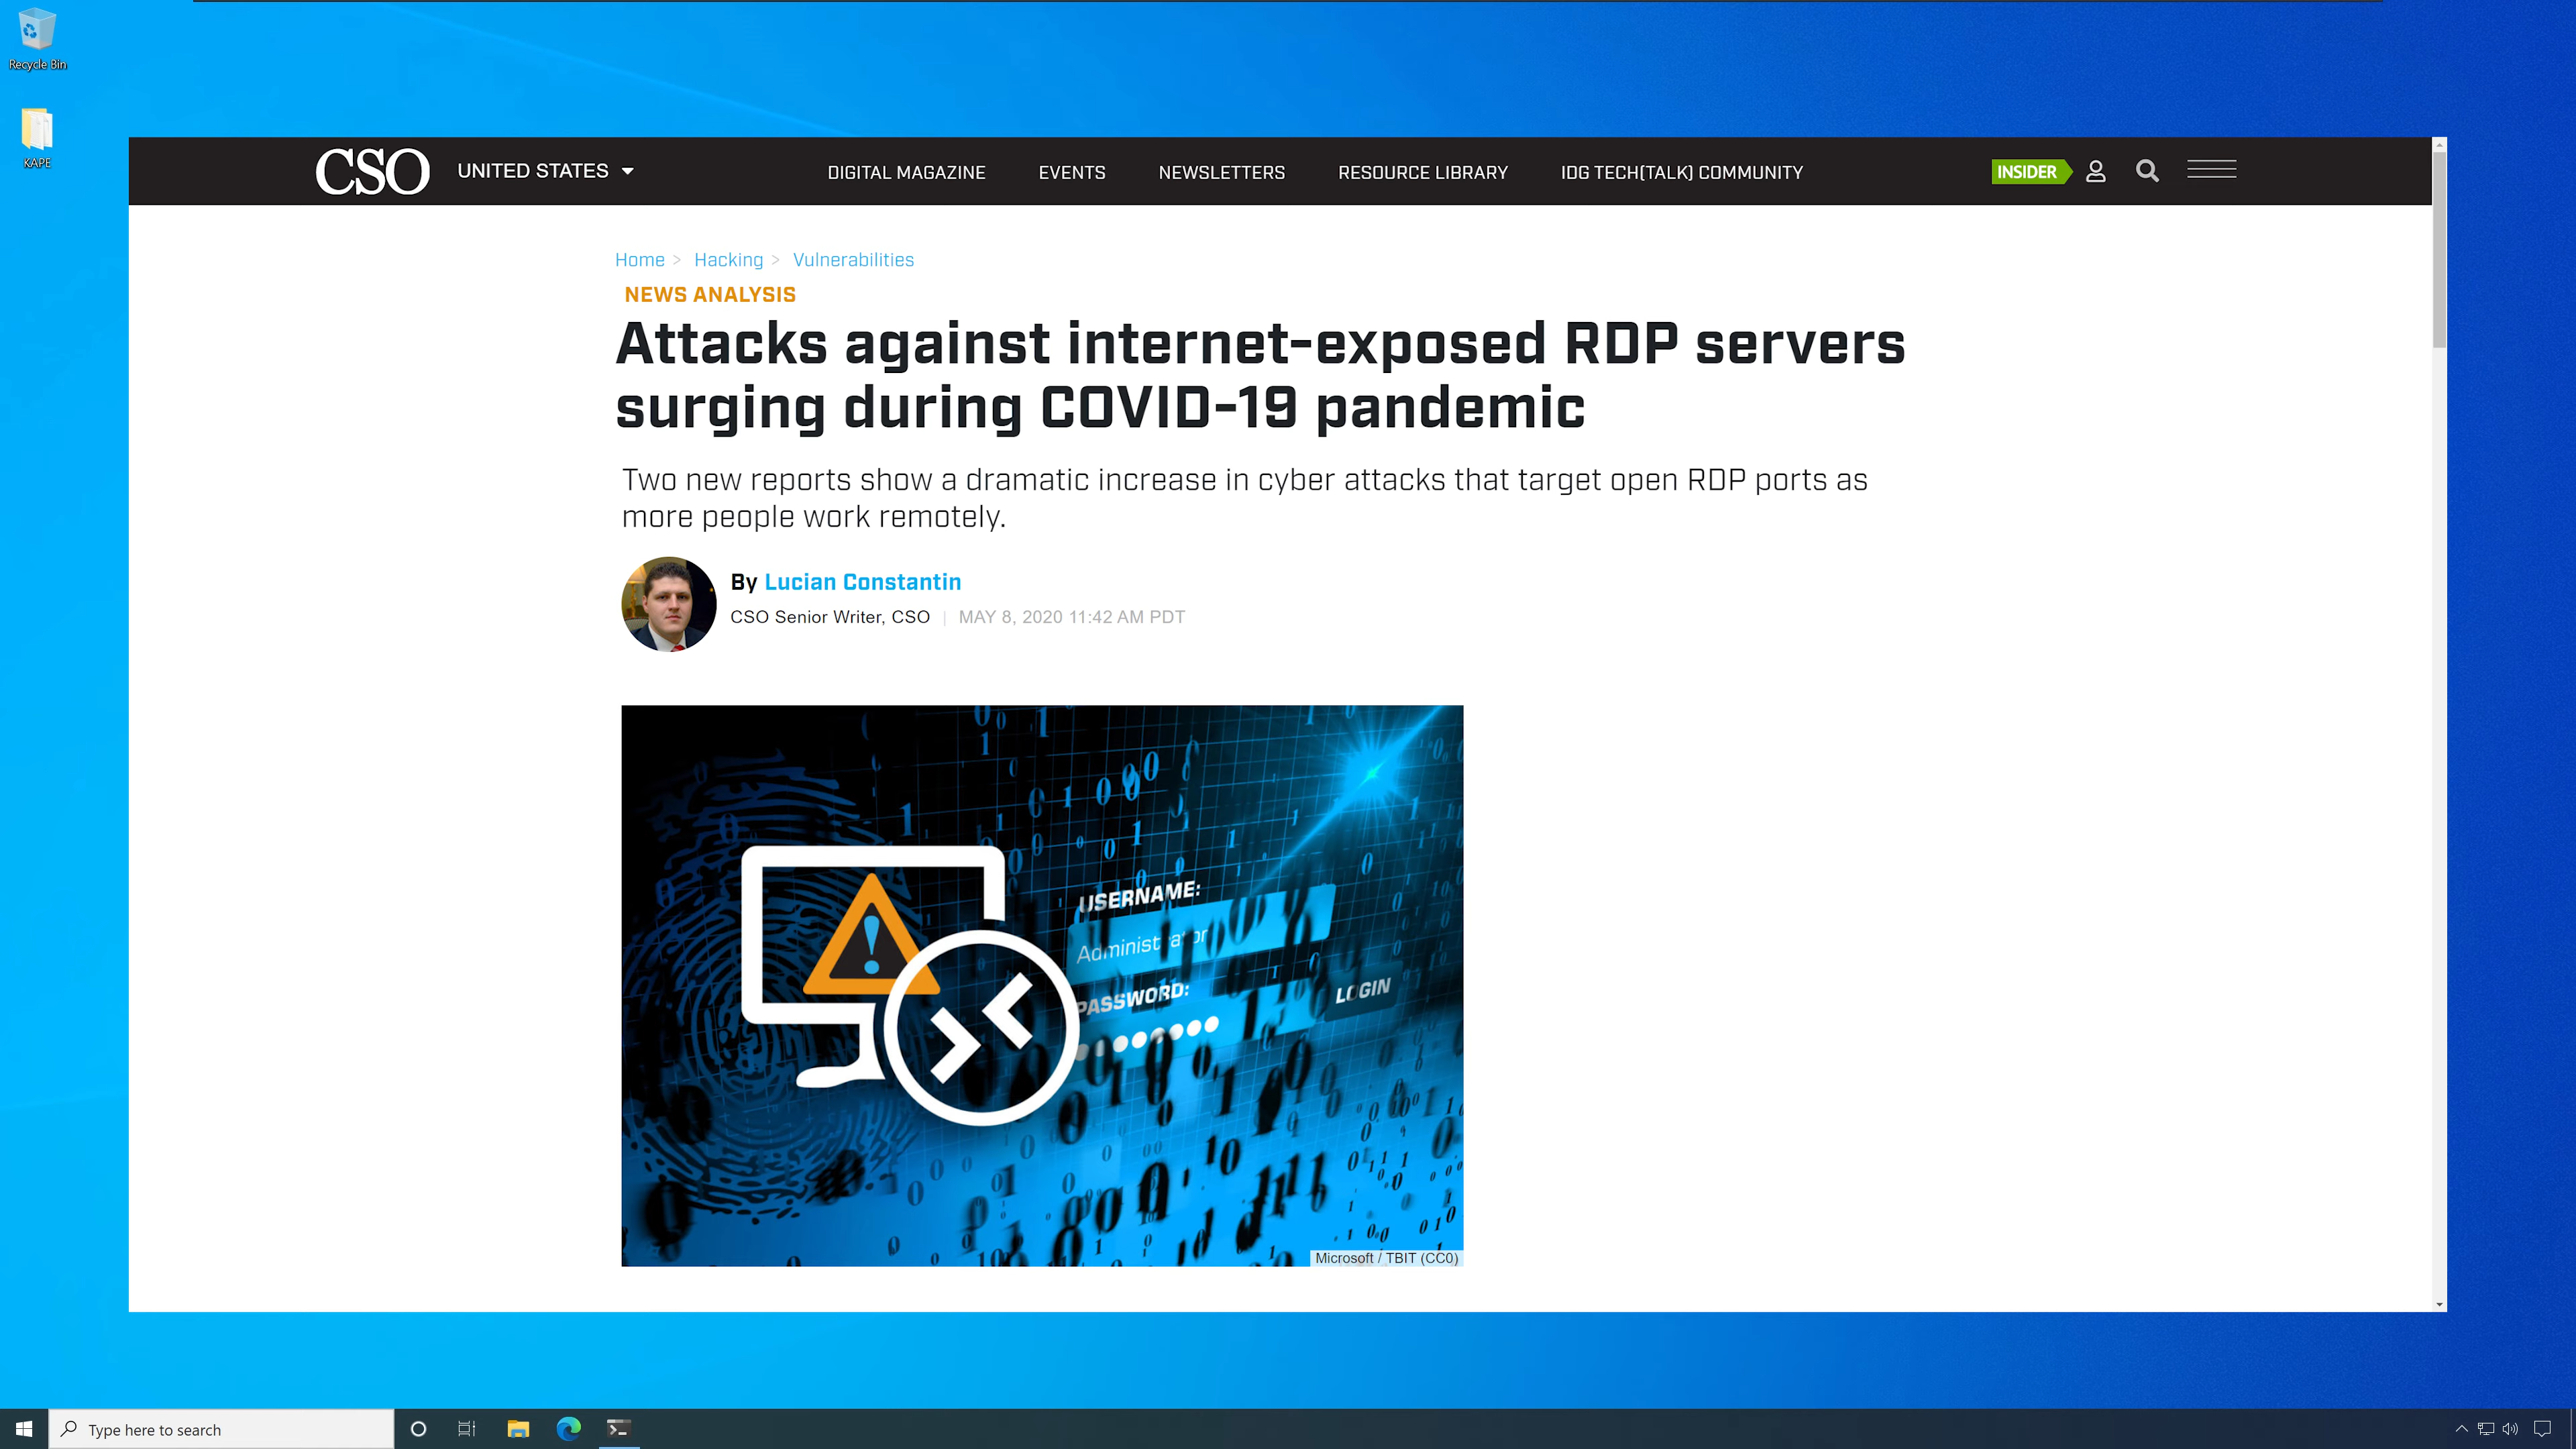 Recycle Bin
KAPE
CSO
UNITED STATES
DIGITAL MAGAZINE
EVENTS
NEWSLETTERS
RESOURCE LIBRARY
IDG TECH(TALK) COMMUNITY
INSIDER
Home > Hacking > Vulnerabilities
NEWS ANALYSIS
Attacks against internet-exposed RDP servers
surging during COVID-19 pandemic
Two new reports show a dramatic increase in cyber attacks that target open RDP ports as
more people work remotely.
By Lucian Constantin
CSO Senior Writer, CSO | MAY 8, 2020 11:42 AM PDT
USERNAME:
Administrator
PASSWORD:
LOGIN
Microsoft / TBIT (CC0)
Type here to search